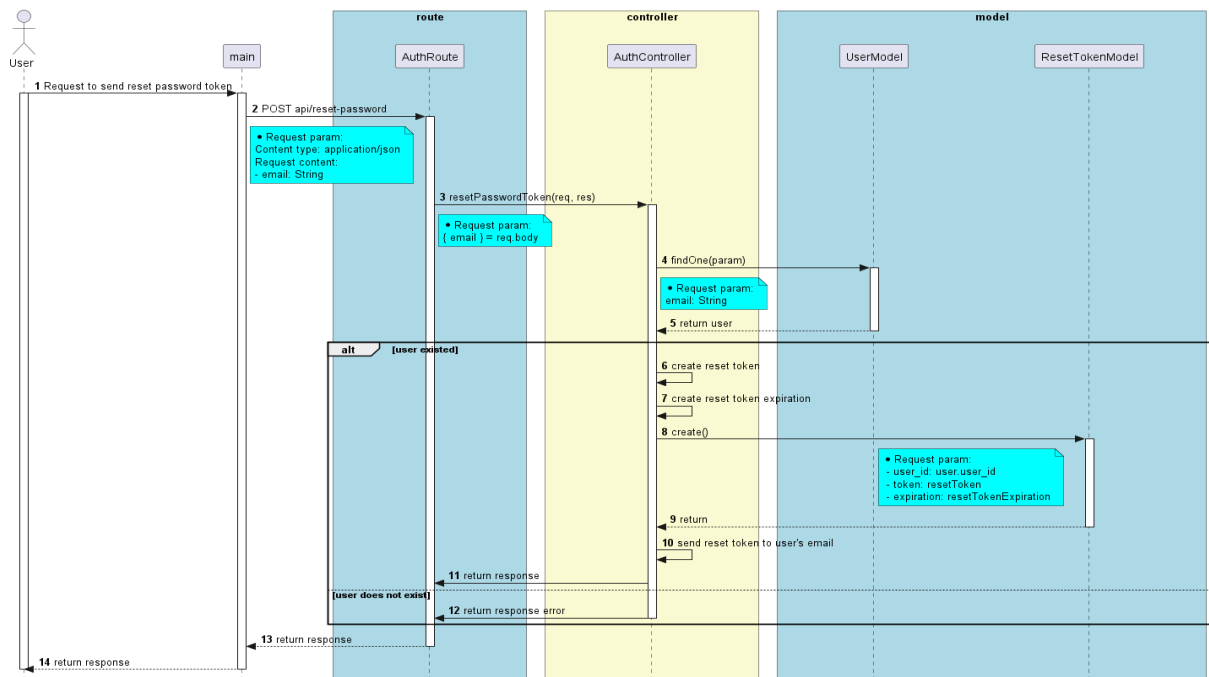 route
controller
model
User
main
AuthRoute
AuthController
UserModel
ResetTokenModel
1 Request to send reset password token
2 POST api/reset-password
• Request param:
Content type: application/json
Request content:
- email: String
3 resetPasswordToken(req, res)
• Request param:
{ email } = req.body
4 findOne(param)
• Request param:
email: String
5 return user
alt [user existed]
6 create reset token
7 create reset token expiration
8 create()
• Request param:
- user_id: user.user_id
- token: resetToken
- expiration: resetTokenExpiration
9 return
10 send reset token to user's email
11 return response
[user does not exist]
12 return response error
13 return response
14 return response